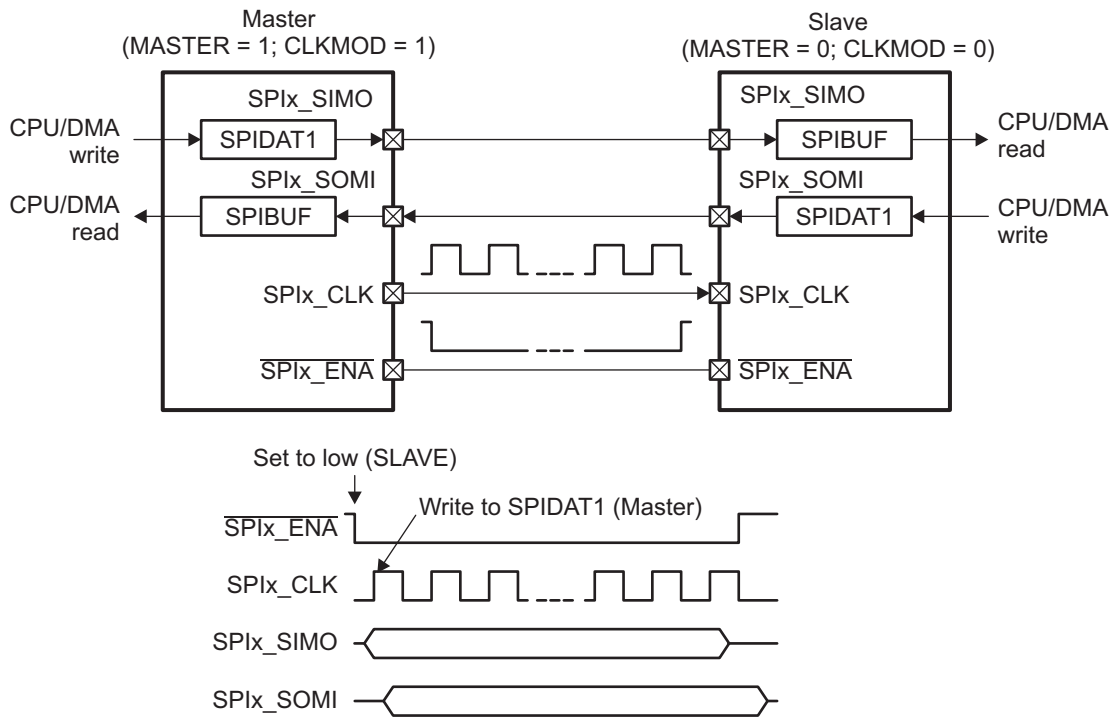 Master
(MASTER = 1; CLKMOD = 1)
Slave
(MASTER = 0; CLKMOD = 0)
SPIx_SIMO
SPIx_SIMO
CPU/DMA
write
SPIDAT1
SPIBUF
CPU/DMA
read
SPIx_SOMI
SPIx_SOMI
CPU/DMA
read
SPIBUF
SPIDAT1
CPU/DMA
write
SPIx_CLK
SPIx_CLK
SPIx_ENA
SPIx_ENA
Set to low (SLAVE)
Write to SPIDAT1 (Master)
SPIx_ENA
SPIx_CLK
SPIx_SIMO
SPIx_SOMI